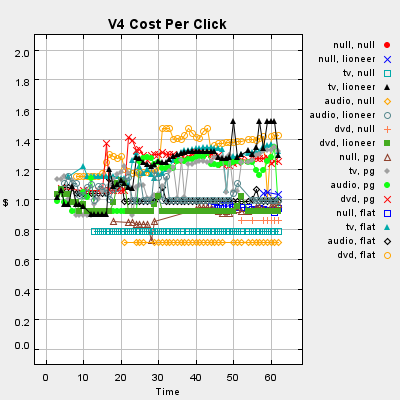 V4 Cost Per Click
null, null
null, lioneer
tv, null
tv, lioneer
audio, null
audio, lioneer
dvd, null
dvd, lioneer
null, pg
tv, pg
audio, pg
dvd, pg
null, flat
tv, flat
audio, flat
dvd, flat
2.0
1.8
1.6
1.4
1.2
1.0
0.8
0.6
0.4
0.2
0.0
$
0 10 20 30 40 50 60
Time